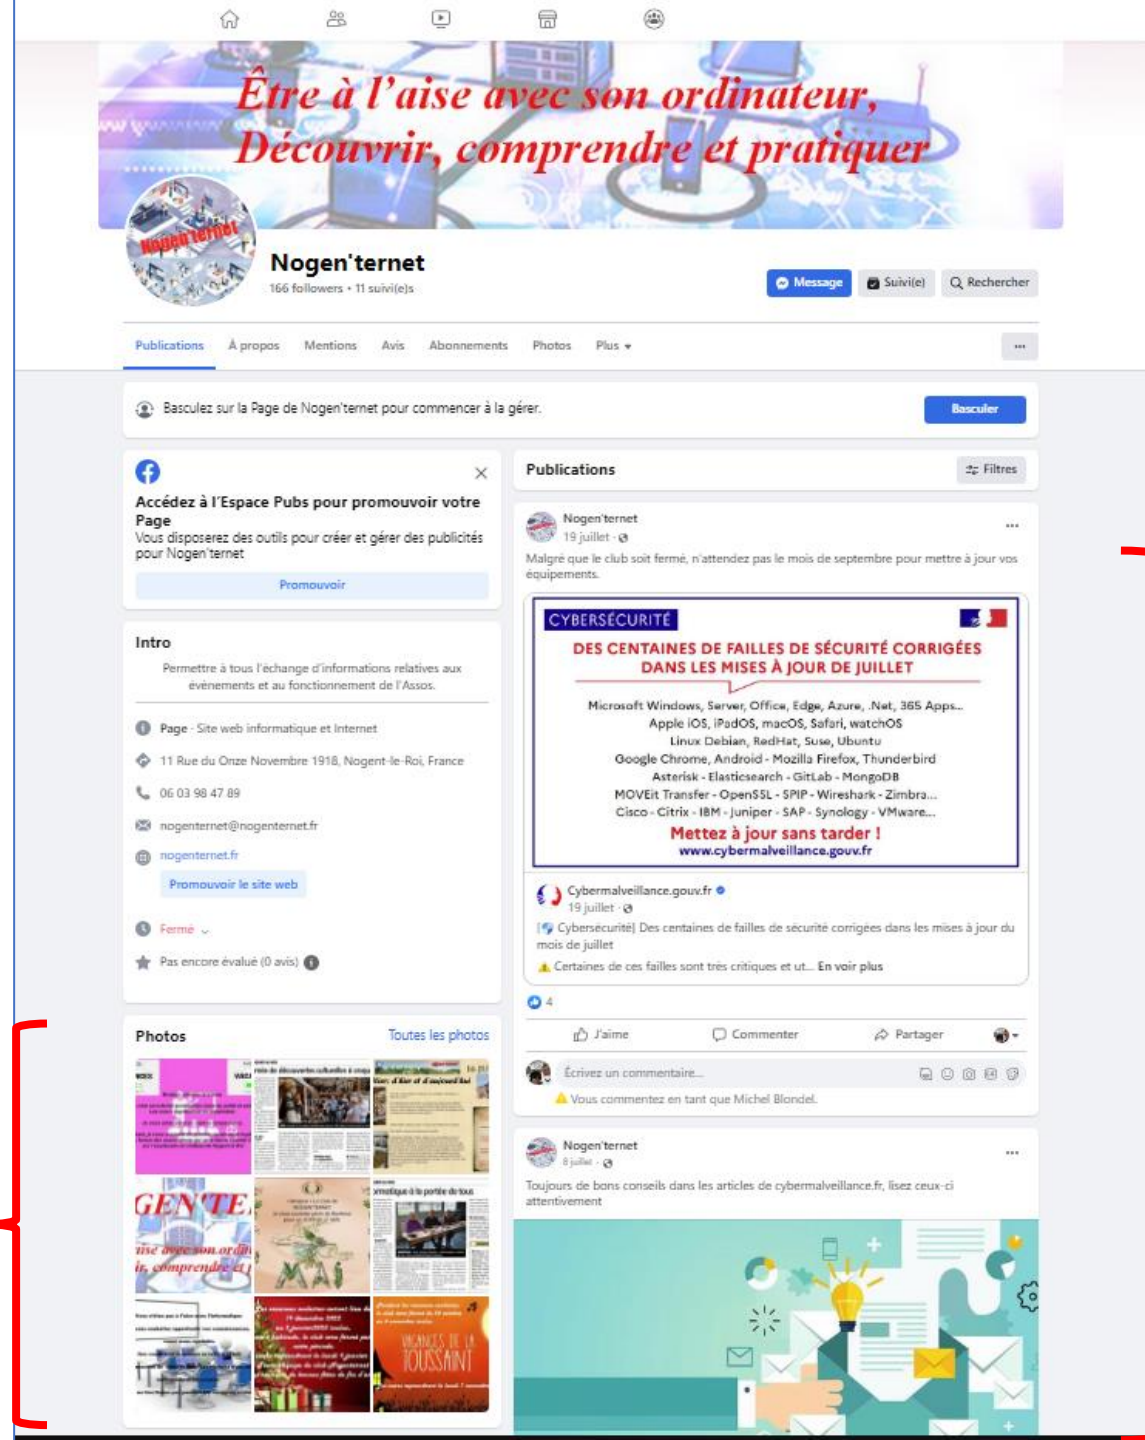 Être à l'aise avec son ordinateur,
Découvrir, comprendre et pratiquer
Nogen'ternet
Nogen'ternet
166 followers • 11 suivi(e)s
Message
Suivi(e)
Rechercher
Publications
À propos
Mentions
Avis
Abonnements
Photos
Plus
Basculez sur la Page de Nogen'ternet pour commencer à la gérer.
Basculer
Accédez à l'Espace Pubs pour promouvoir votre
Page
Vous disposerez des outils pour créer et gérer des publicités
pour Nogen'ternet
Promouvoir
Intro
Permettre à tous l'échange d'informations relatives aux
évènements et au fonctionnement de l'Assos.
Page · Site web informatique et Internet
11 Rue du Onze Novembre 1918, Nogent-le-Roi, France
06 03 98 47 89
nogenternet@nogenternet.fr
nogenternet.fr
Promouvoir le site web
Fermé
Pas encore évalué (0 avis)
Photos
Toutes les photos
GEN'TE
aise avec son ordin
ir, comprendre et p
MAI
VACANCES DE LA
TOUSSAINT
Publications
Filtres
Nogen'ternet
19 juillet ·
Malgré que le club soit fermé, n'attendez pas le mois de septembre pour mettre à jour vos
équipements.
CYBERSÉCURITÉ
DES CENTAINES DE FAILLES DE SÉCURITÉ CORRIGÉES
DANS LES MISES À JOUR DE JUILLET
Microsoft Windows, Server, Office, Edge, Azure, .Net, 365 Apps...
Apple iOS, iPadOS, macOS, Safari, watchOS
Linux Debian, RedHat, Suse, Ubuntu
Google Chrome, Android - Mozilla Firefox, Thunderbird
Asterisk - Elasticsearch - GitLab - MongoDB
MOVEit Transfer - OpenSSL - SPIP - Wireshark - Zimbra...
Cisco - Citrix - IBM - Juniper - SAP - Synology - VMware...
Mettez à jour sans tarder !
www.cybermalveillance.gouv.fr
Cybermalveillance.gouv.fr
19 juillet ·
[ Cybersécurité] Des centaines de failles de sécurité corrigées dans les mises à jour du
mois de juillet
Certaines de ces failles sont très critiques et ut... En voir plus
4
J'aime
Commenter
Partager
Écrivez un commentaire...
Vous commentez en tant que Michel Blondel.
Nogen'ternet
8 juillet ·
Toujours de bons conseils dans les articles de cybermalveillance.fr, lisez ceux-ci
attentivement